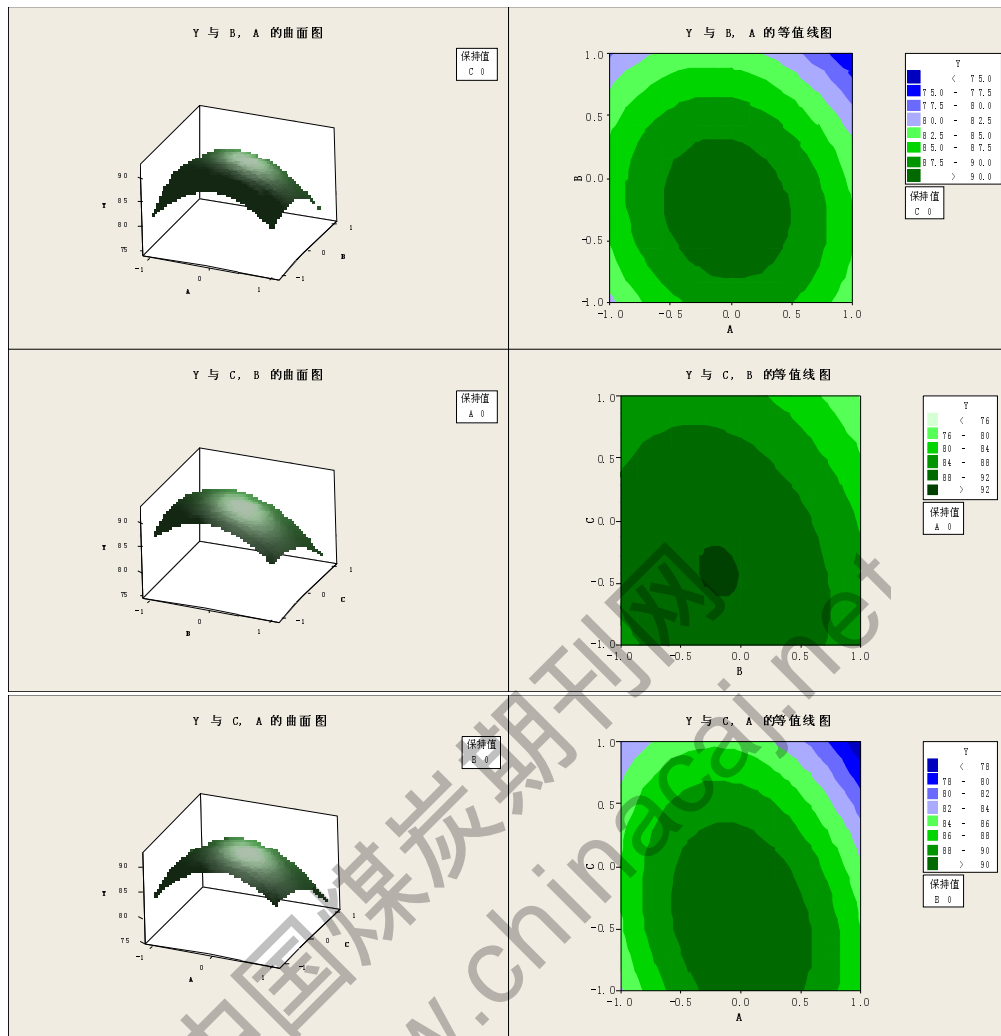 Y 与 B, A 的曲面图
保持值
C 0
90
85
80
75
Y
-1
0
1
A
-1
0
1
B
Y 与 B, A 的等值线图
1.0
0.5
0.0
-0.5
-1.0
B
-1.0 -0.5 0.0 0.5 1.0
A
Y
< 75.0
75.0 - 77.5
77.5 - 80.0
80.0 - 82.5
82.5 - 85.0
85.0 - 87.5
87.5 - 90.0
> 90.0
保持值
C 0
Y 与 C, B 的曲面图
保持值
A 0
90
85
80
75
Y
-1
0
1
B
-1
0
1
C
Y 与 C, B 的等值线图
1.0
0.5
0.0
-0.5
-1.0
C
-1.0 -0.5 0.0 0.5 1.0
B
Y
< 76
76 - 80
80 - 84
84 - 88
88 - 92
> 92
保持值
A 0
Y 与 C, A 的曲面图
保持值
B 0
90
85
80
75
Y
-1
0
1
A
-1
0
1
C
Y 与 C, A 的等值线图
1.0
0.5
0.0
-0.5
-1.0
C
-1.0 -0.5 0.0 0.5 1.0
A
Y
< 78
78 - 80
80 - 82
82 - 84
84 - 86
86 - 88
88 - 90
> 90
保持值
B 0
中国煤炭期刊网
w.chinacaj.net